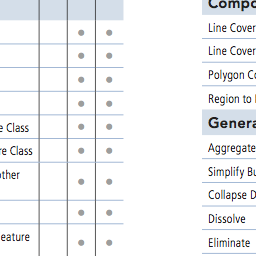 e Class
re Class
other
eature
Compo
Line Cover
Line Cover
Polygon Co
Region to
Genera
Aggregate
Simplify Bu
Collapse D
Dissolve
Eliminate